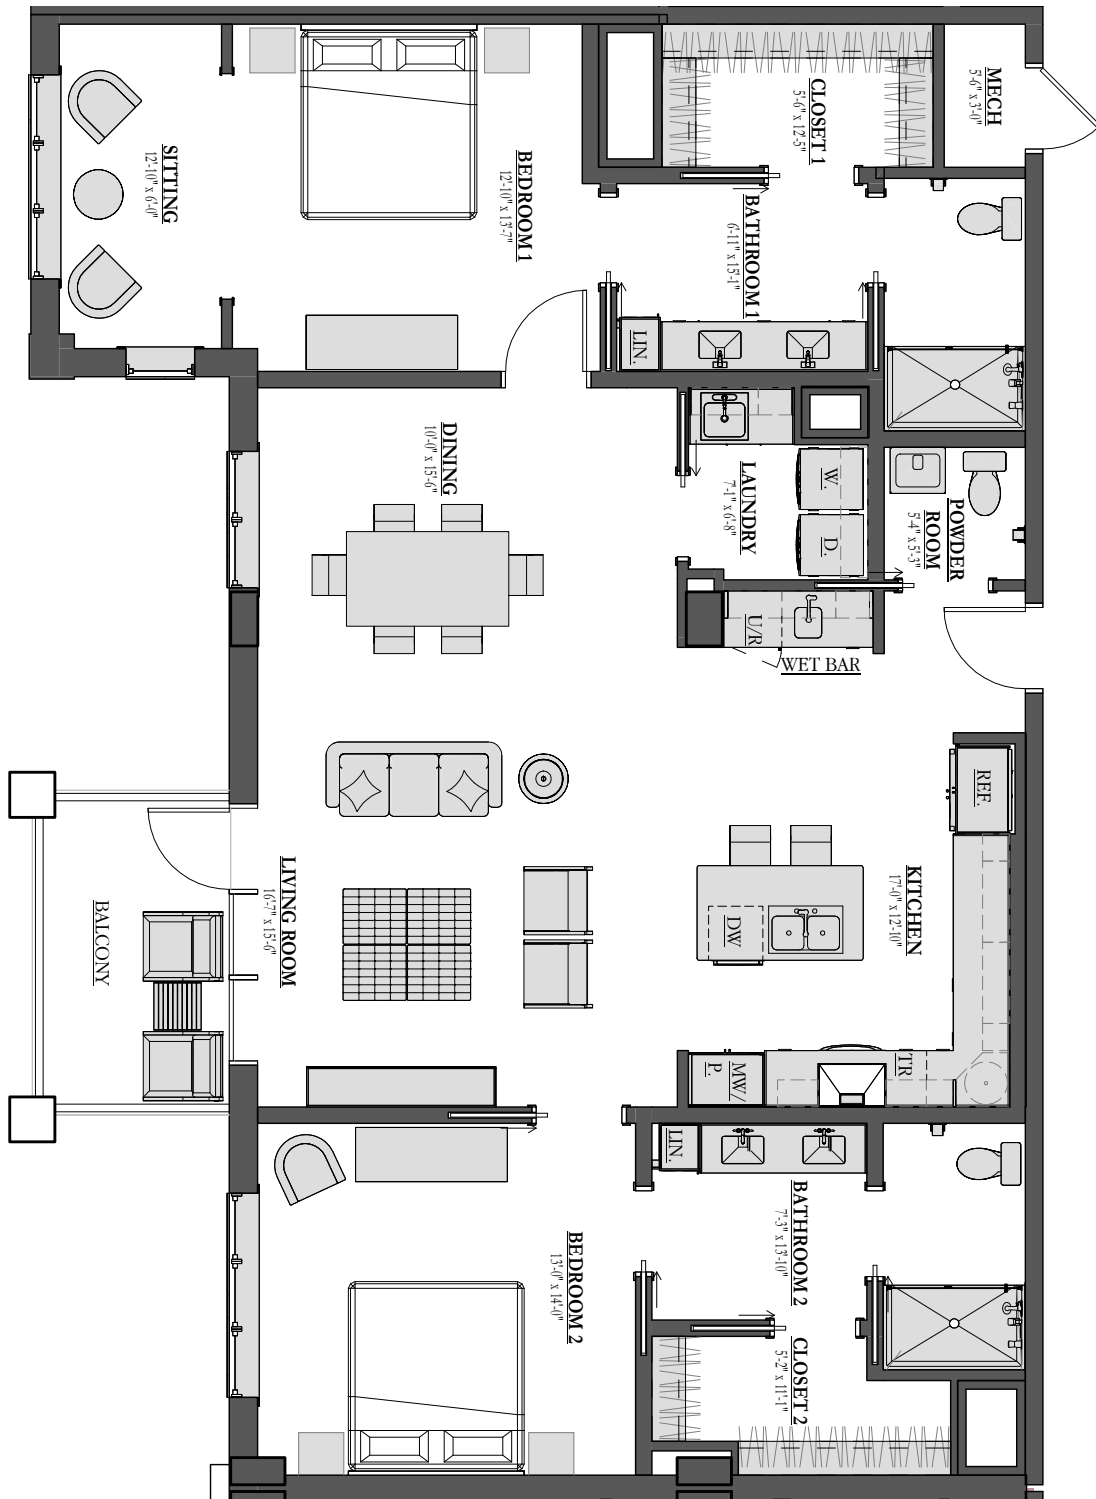 MECH
5'-6" x 3'-0"
CLOSET 1
5'-6" x 12'-5"
BEDROOM 1
12'-10" x 13'-7"
SITTING
12'-10" x 6'-0"
BATHROOM 1
6'-11" x 15'-1"
LIN.
DINING
10'-0" x 15'-6"
LAUNDRY
7'-1" x 6'-8"
W.
D.
POWDER
ROOM
5'-4" x 5'-3"
U/R
WET BAR
REF.
KITCHEN
17'-0" x 12'-10"
DW
LIVING ROOM
16'-7" x 15'-6"
BALCONY
TR
MW/
P.
LIN.
BATHROOM 2
7'-3" x 13'-10"
BEDROOM 2
13'-0" x 14'-0"
CLOSET 2
5'-2" x 11'-1"